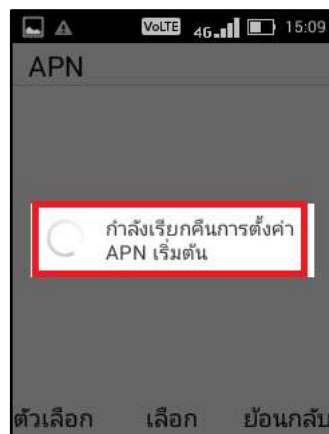 VoLTE 4G 15:09
APN
กำลังเรียกคืนการตั้งค่า
APN เริ่มต้น
ตัวเลือก เลือก ย้อนกลับ